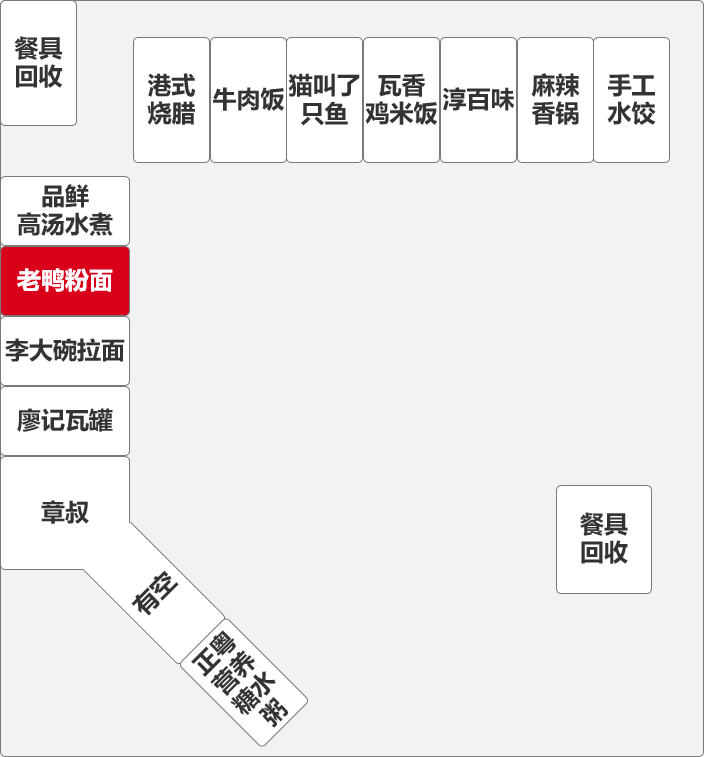 餐具
回收
港式
烧腊
牛肉饭
猫叫了
只鱼
瓦香
鸡米饭
淳百味
麻辣
香锅
手工
水饺
品鲜
高汤水煮
老鸭粉面
李大碗拉面
廖记瓦罐
章叔
有空
正粤
营养
糖水
粥
餐具
回收